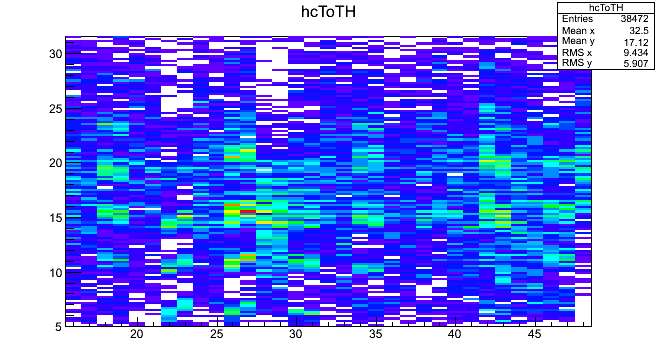 hcToTH
hcToTH
Entries 38472
Mean x 32.5
Mean y 17.12
RMS x 9.434
RMS y 5.907
30
25
20
15
10
5
20 25 30 35 40 45